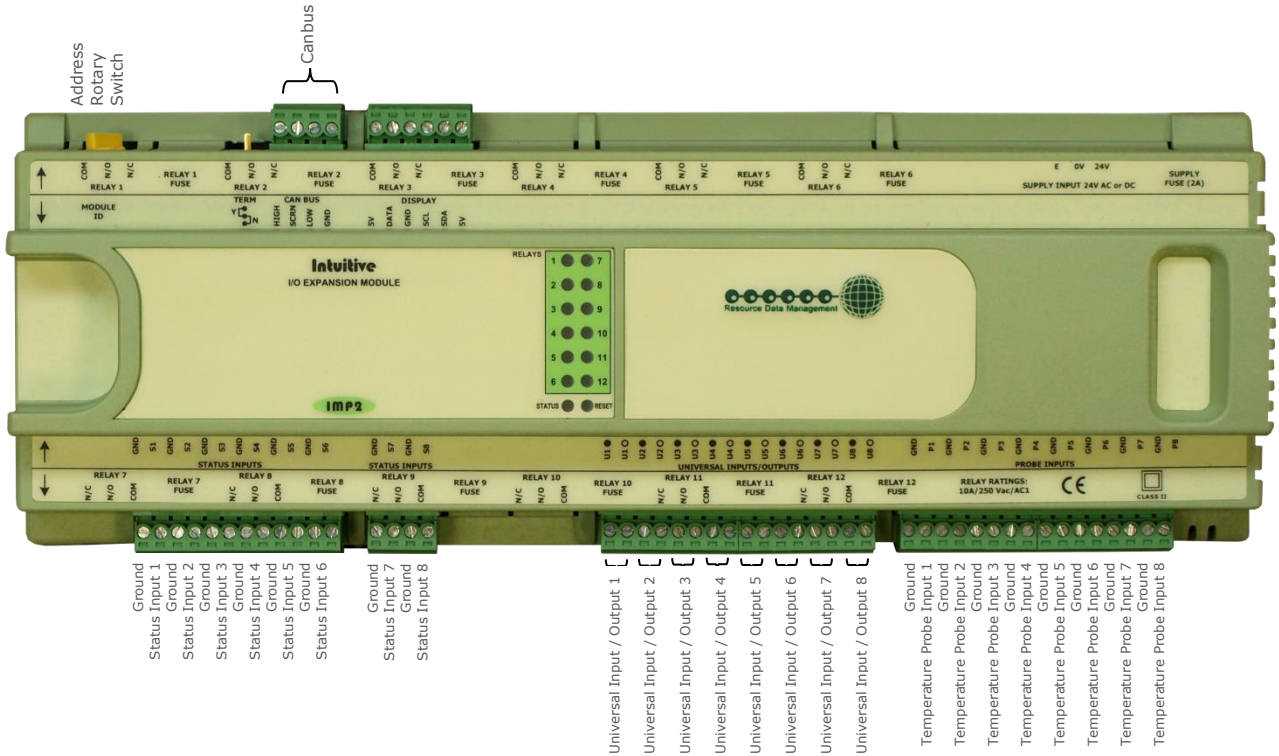 Address
Rotary
Switch
Canbus
COM N/O N/C
RELAY 1
RELAY 1
FUSE
COM N/O N/C
RELAY 2
RELAY 2
FUSE
COM N/O N/C
RELAY 3
RELAY 3
FUSE
COM N/O N/C
RELAY 4
RELAY 4
FUSE
COM N/O N/C
RELAY 5
RELAY 5
FUSE
COM N/O N/C
RELAY 6
RELAY 6
FUSE
E 0V 24V
SUPPLY INPUT 24V AC or DC
SUPPLY
FUSE (2A)
MODULE
ID
TERM
Y N
CAN BUS
HIGH SCRN LOW GND
DISPLAY
5V DATA GND SCL SDA 5V
Intuitive
I/O EXPANSION MODULE
IMP2
RELAYS
1 7
2 8
3 9
4 10
5 11
6 12
STATUS RESET
Resource Data Management
GND S1 GND S2 GND S3 GND S4 GND S5 GND S6
STATUS INPUTS
GND S7 GND S8
STATUS INPUTS
U1 U1 U2 U2 U3 U3 U4 U4 U5 U5 U6 U6 U7 U7 U8 U8
UNIVERSAL INPUTS/OUTPUTS
GND P1 GND P2 GND P3 GND P4 GND P5 GND P6 GND P7 GND P8
PROBE INPUTS
RELAY 7
N/C N/O COM
RELAY 7
FUSE
RELAY 8
N/C N/O COM
RELAY 8
FUSE
RELAY 9
N/C N/O COM
RELAY 9
FUSE
RELAY 10
N/C N/O COM
RELAY 10
FUSE
RELAY 11
N/C N/O COM
RELAY 11
FUSE
RELAY 12
N/C N/O COM
RELAY 12
FUSE
RELAY RATINGS:
10A/250 Vac/AC1
CE
CLASS II
Ground
Status Input 1
Ground
Status Input 2
Ground
Status Input 3
Ground
Status Input 4
Ground
Status Input 5
Ground
Status Input 6
Ground
Status Input 7
Ground
Status Input 8
Universal Input / Output 1
Universal Input / Output 2
Universal Input / Output 3
Universal Input / Output 4
Universal Input / Output 5
Universal Input / Output 6
Universal Input / Output 7
Universal Input / Output 8
Ground
Temperature Probe Input 1
Ground
Temperature Probe Input 2
Ground
Temperature Probe Input 3
Ground
Temperature Probe Input 4
Ground
Temperature Probe Input 5
Ground
Temperature Probe Input 6
Ground
Temperature Probe Input 7
Ground
Temperature Probe Input 8